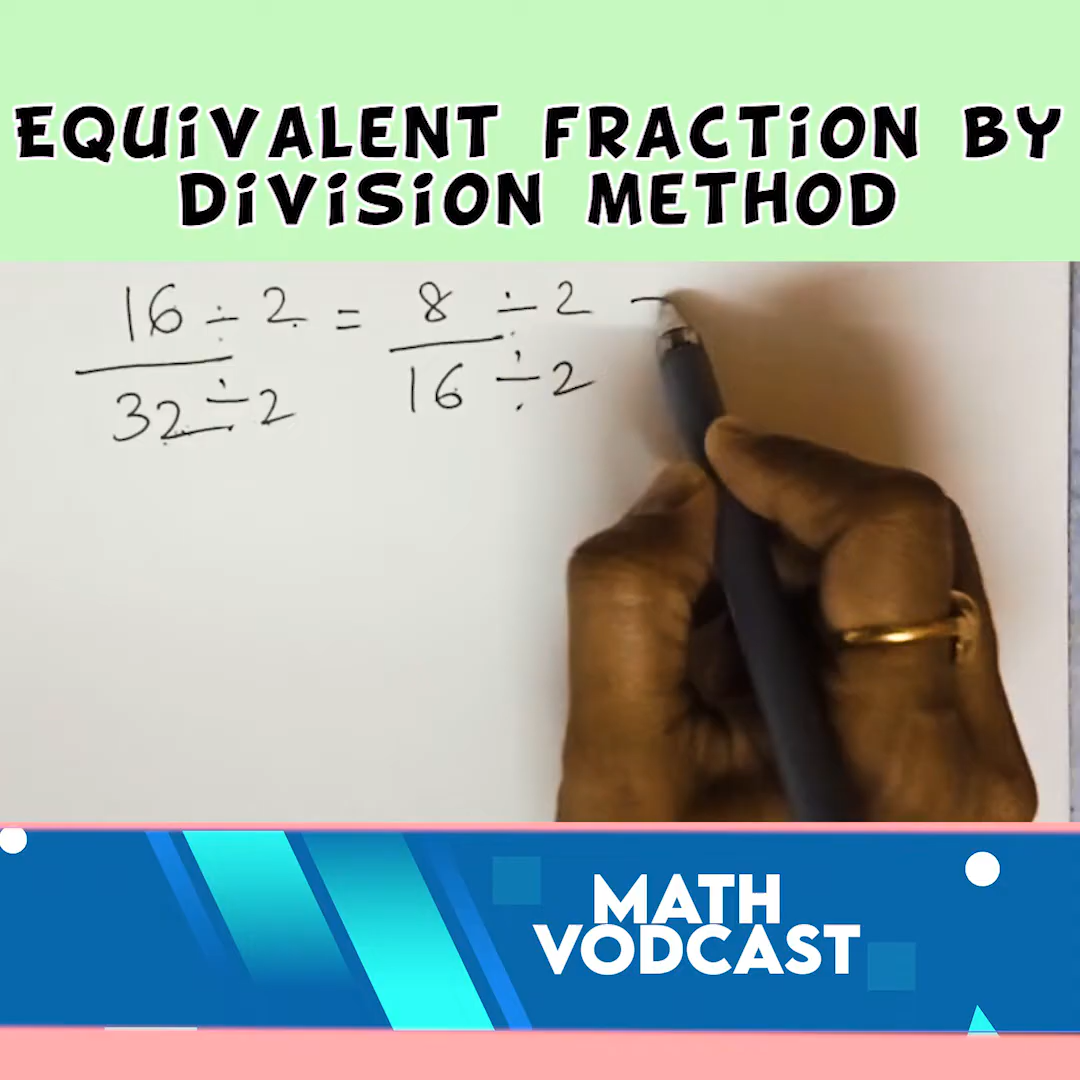 EQUIVALENT FRACTION BY
DIVISION METHOD
16 ÷ 2 = 8 ÷ 2
32 ÷ 2 16 ÷ 2
MATH
VODCAST